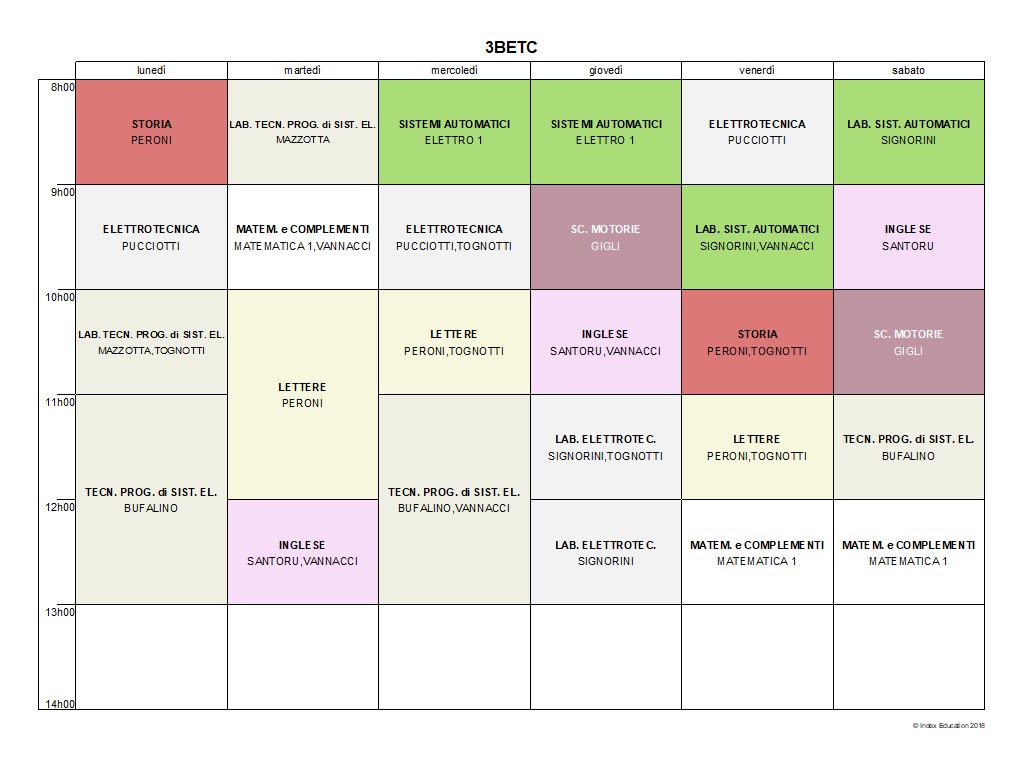 3BETC
lunedì martedì mercoledì giovedì venerdì sabato
8h00
STORIA
PERONI
LAB. TECN. PROG. di SIST. EL.
MAZZOTTA
SISTEMI AUTOMATICI
ELETTRO 1
SISTEMI AUTOMATICI
ELETTRO 1
ELETTROTECNICA
PUCCIOTTI
LAB. SIST. AUTOMATICI
SIGNORINI
9h00
ELETTROTECNICA
PUCCIOTTI
MATEM. e COMPLEMENTI
MATEMATICA 1,VANNACCI
ELETTROTECNICA
PUCCIOTTI,TOGNOTTI
SC. MOTORIE
GIGLI
LAB. SIST. AUTOMATICI
SIGNORINI,VANNACCI
INGLESE
SANTORU
10h00
LAB. TECN. PROG. di SIST. EL.
MAZZOTTA,TOGNOTTI
LETTERE
PERONI
LETTERE
PERONI,TOGNOTTI
INGLESE
SANTORU,VANNACCI
STORIA
PERONI,TOGNOTTI
SC. MOTORIE
GIGLI
11h00
TECN. PROG. di SIST. EL.
BUFALINO
TECN. PROG. di SIST. EL.
BUFALINO,VANNACCI
LAB. ELETTROTEC.
SIGNORINI,TOGNOTTI
LETTERE
PERONI,TOGNOTTI
TECN. PROG. di SIST. EL.
BUFALINO
12h00
INGLESE
SANTORU,VANNACCI
LAB. ELETTROTEC.
SIGNORINI
MATEM. e COMPLEMENTI
MATEMATICA 1
MATEM. e COMPLEMENTI
MATEMATICA 1
13h00
14h00
© Index Education 2018